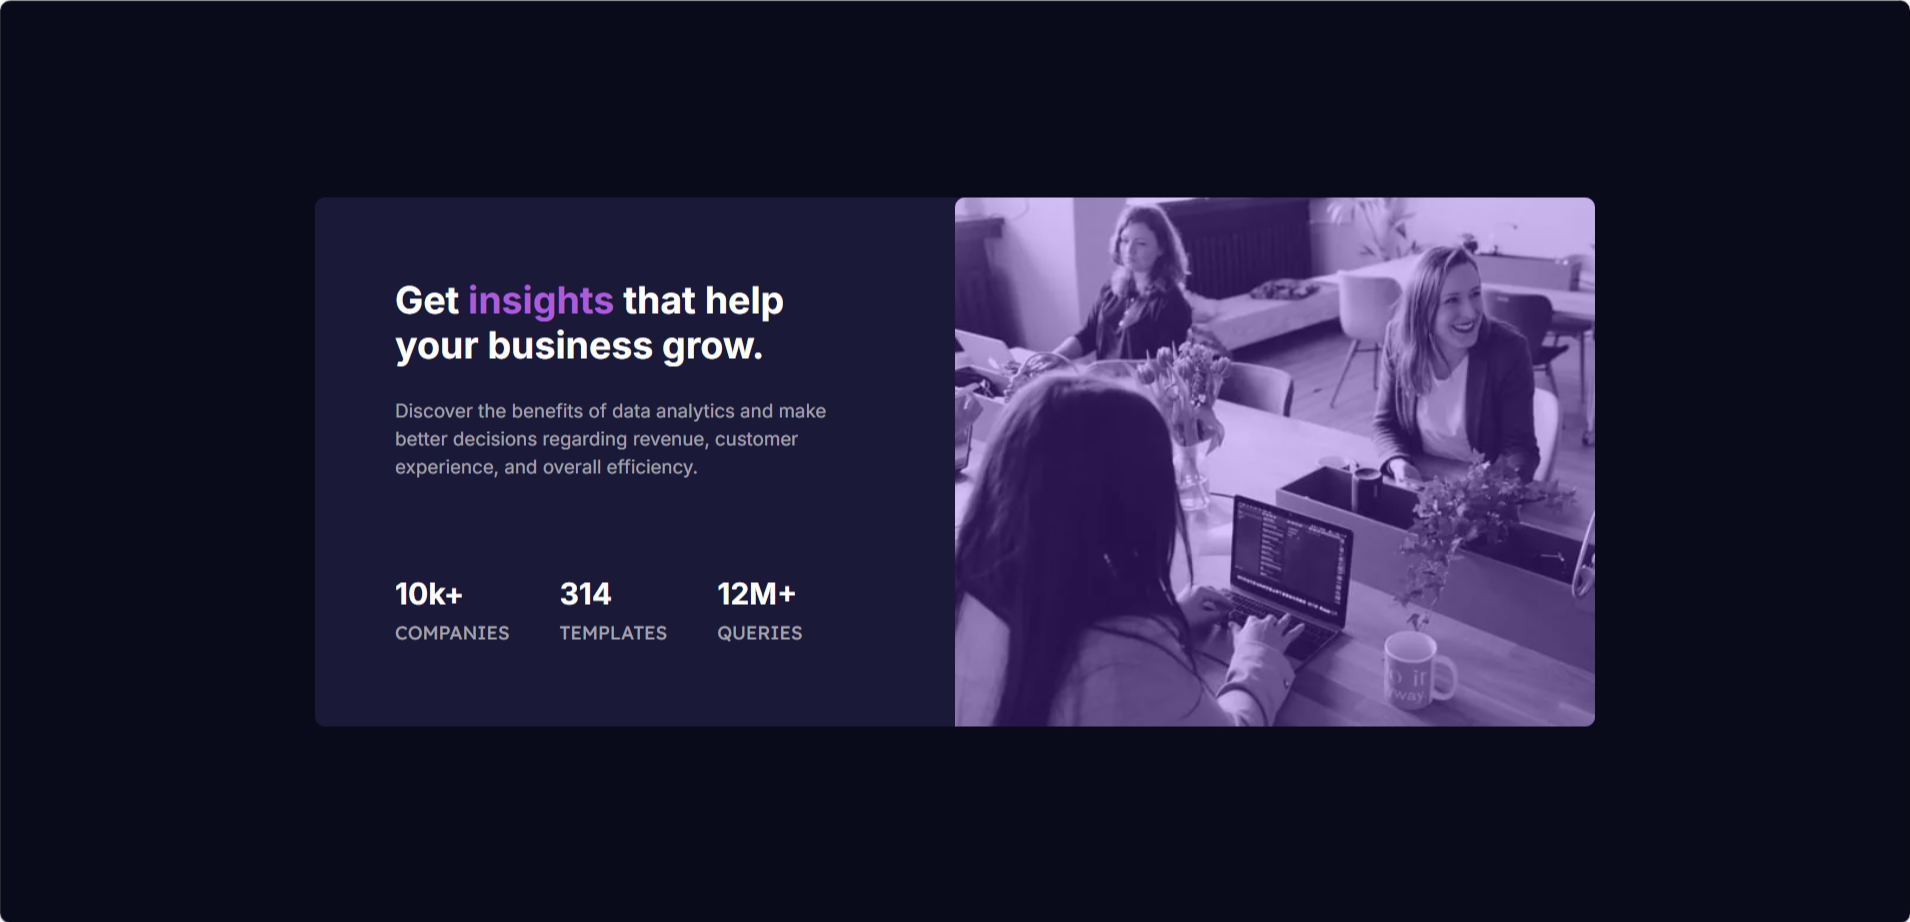 Get insights that help
your business grow.
Discover the benefits of data analytics and make
better decisions regarding revenue, customer
experience, and overall efficiency.
10k+ 314 12M+
COMPANIES TEMPLATES QUERIES